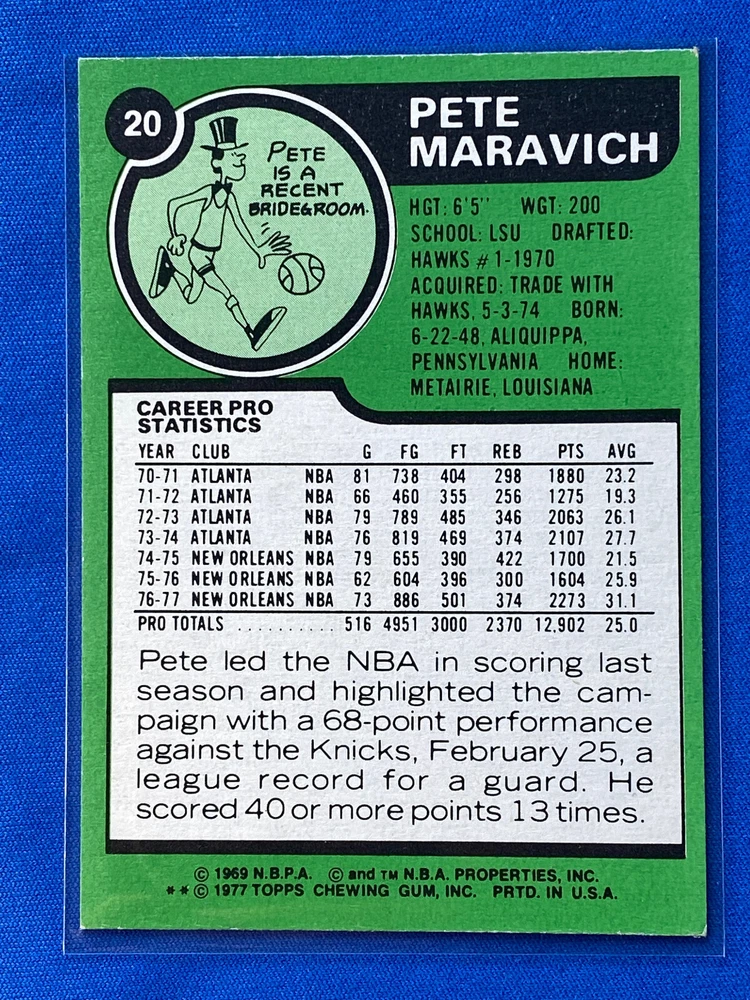 20
PETE
IS A
RECENT
BRIDEGROOM.
PETE
MARAVICH
HGT: 6'5" WGT: 200
SCHOOL: LSU DRAFTED:
HAWKS #1-1970
ACQUIRED: TRADE WITH
HAWKS, 5-3-74 BORN:
6-22-48, ALIQUIPPA,
PENNSYLVANIA HOME:
METAIRIE, LOUISIANA
CAREER PRO
STATISTICS
YEAR CLUB G FG FT REB PTS AVG
70-71 ATLANTA NBA 81 738 404 298 1880 23.2
71-72 ATLANTA NBA 66 460 355 256 1275 19.3
72-73 ATLANTA NBA 79 789 485 346 2063 26.1
73-74 ATLANTA NBA 76 819 469 374 2107 27.7
74-75 NEW ORLEANS NBA 79 655 390 422 1700 21.5
75-76 NEW ORLEANS NBA 62 604 396 300 1604 25.9
76-77 NEW ORLEANS NBA 73 886 501 374 2273 31.1
PRO TOTALS .......... 516 4951 3000 2370 12,902 25.0
Pete led the NBA in scoring last
season and highlighted the cam-
paign with a 68-point performance
against the Knicks, February 25, a
league record for a guard. He
scored 40 or more points 13 times.
© 1969 N.B.P.A. © and TM N.B.A. PROPERTIES, INC.
**© 1977 TOPPS CHEWING GUM, INC. PRTD. IN U.S.A.